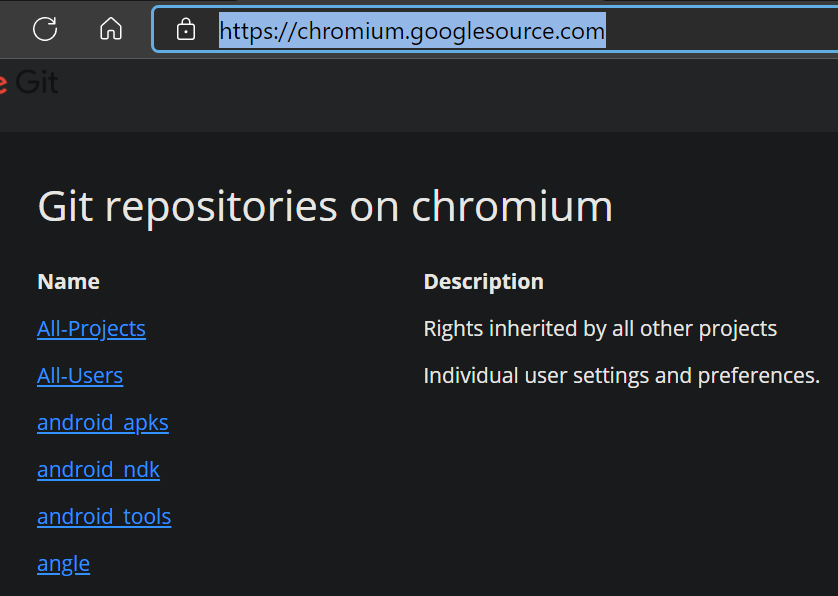 https://chromium.googlesource.com
e Git
Git repositories on chromium
Name Description
All-Projects Rights inherited by all other projects
All-Users Individual user settings and preferences.
android_apks
android_ndk
android_tools
angle